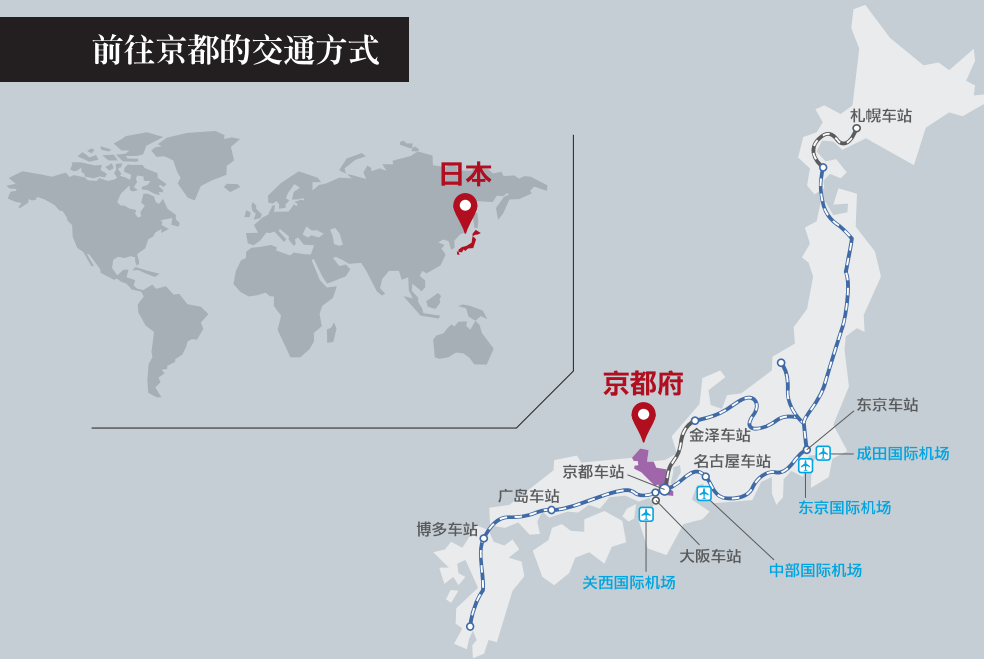 前往京都的交通方式
札幌车站
日本
京都府
东京车站
金泽车站
成田国际机场
名古屋车站
京都车站
广岛车站
东京国际机场
博多车站
大阪车站
中部国际机场
关西国际机场